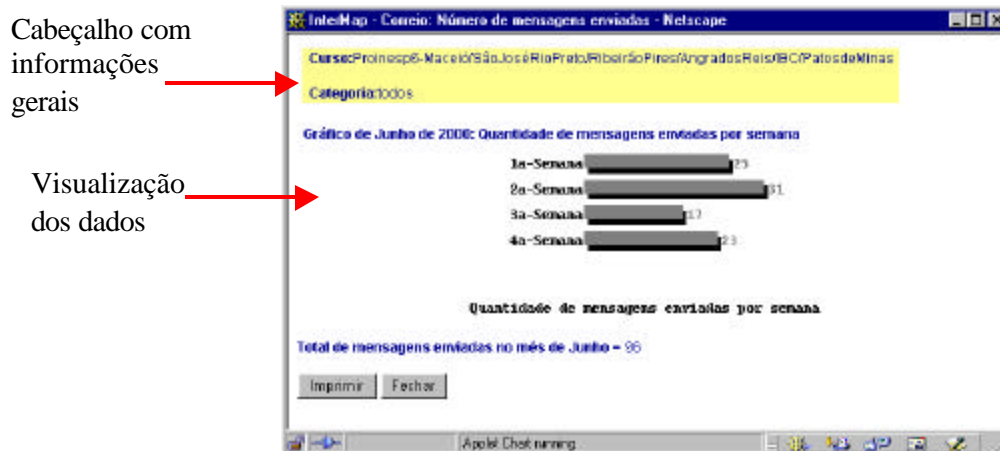 Cabeçalho com
informações
gerais
Visualização
dos dados
InterMap - Correio: Número de mensagens enviadas - Netscape
Curso:Proinesp6-Maceió/SãoJoséRioPreto/RibeirãoPires/AngradosReis/IBC/PatosdeMinas
Categoria:todos
Gráfico de Junho de 2000: Quantidade de mensagens enviadas por semana
1a-Semana 25
2a-Semana 31
3a-Semana 17
4a-Semana 23
Quantidade de mensagens enviadas por semana
Total de mensagens enviadas no mês de Junho = 96
Imprimir Fechar
Applet Chart running